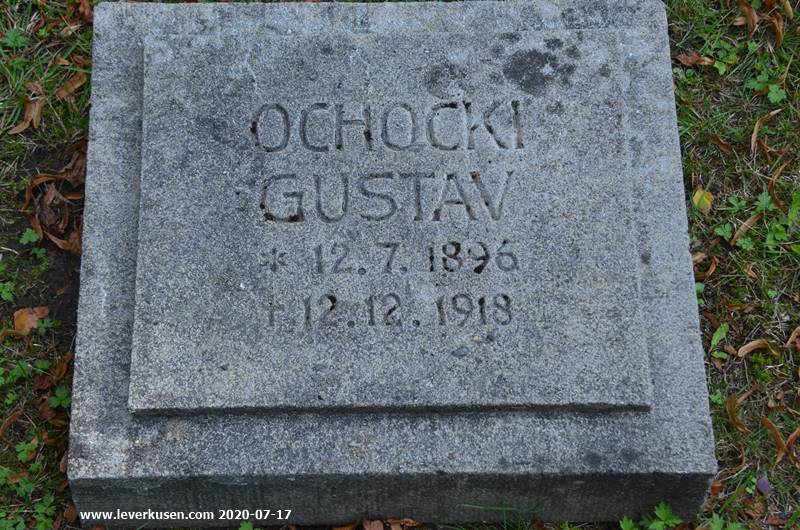 OCHOCKI
GUSTAV
* 12.7.1896
† 12.12.1918
www.leverkusen.com 2020-07-17